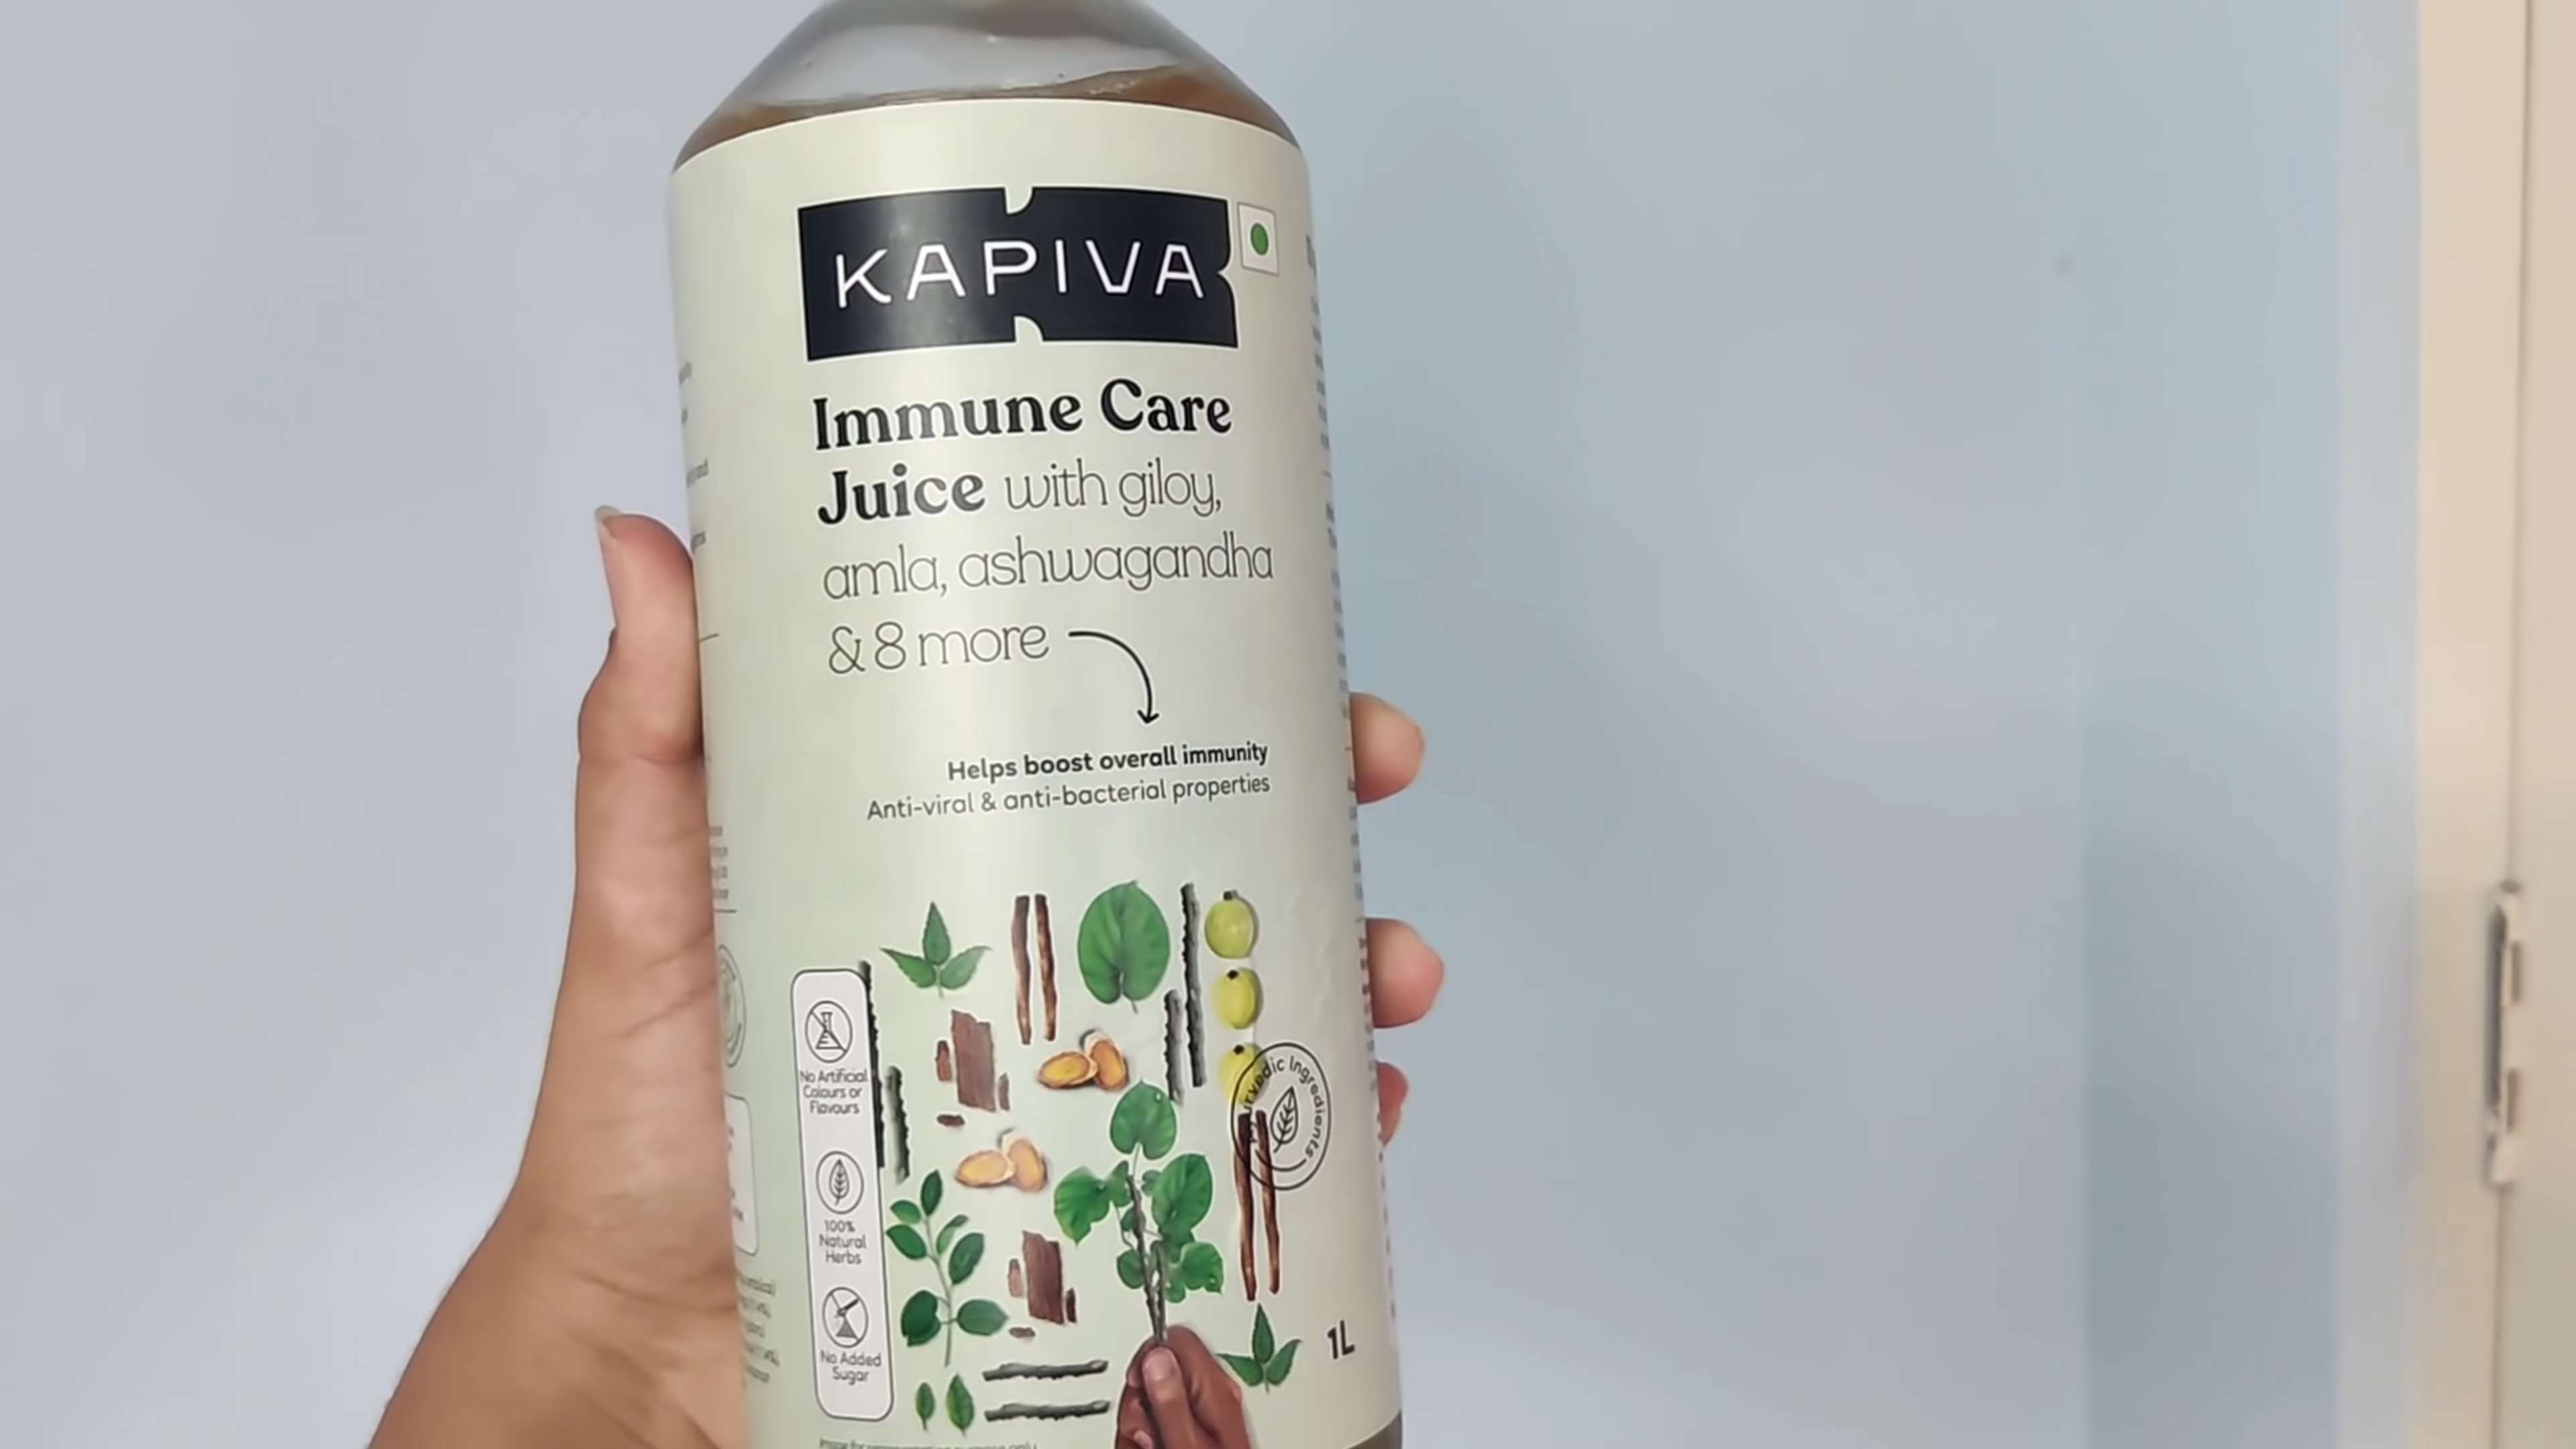 KAPIVA
Immune Care
Juice with giloy,
amla, ashwagandha
& 8 more
Helps boost overall immunity
Anti-viral & anti-bacterial properties
No Artificial
Colours or
Flavours
100%
Natural
Herbs
No Added
Sugar
Ingredients
1L